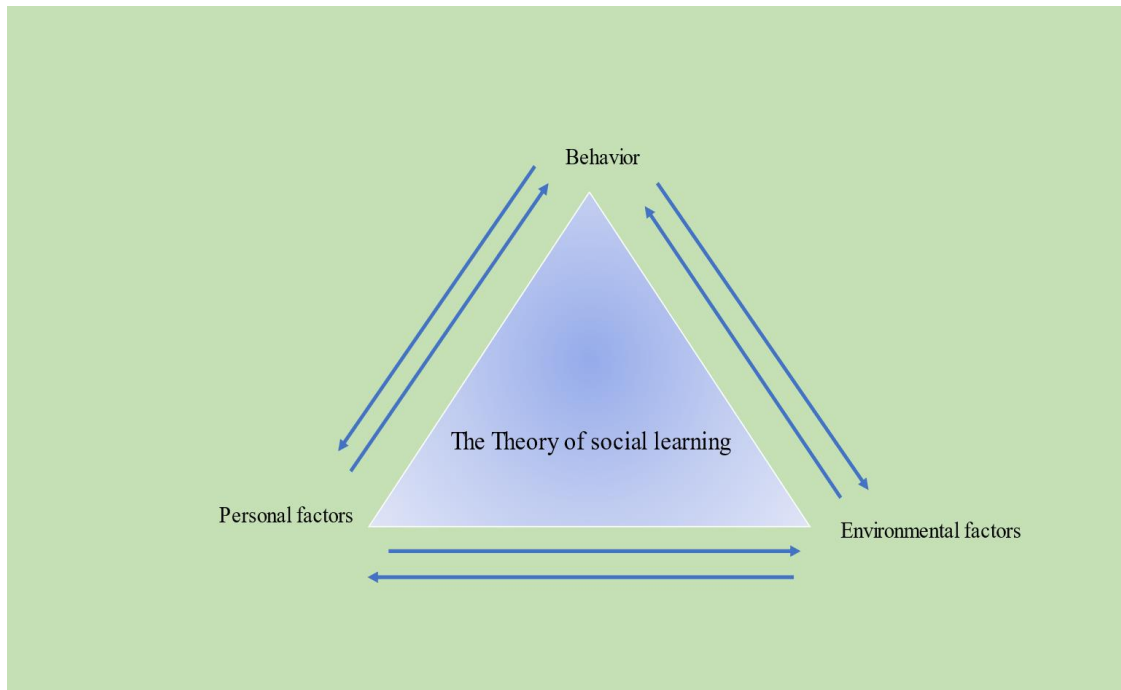 Behavior
The Theory of social learning
Personal factors
Environmental factors